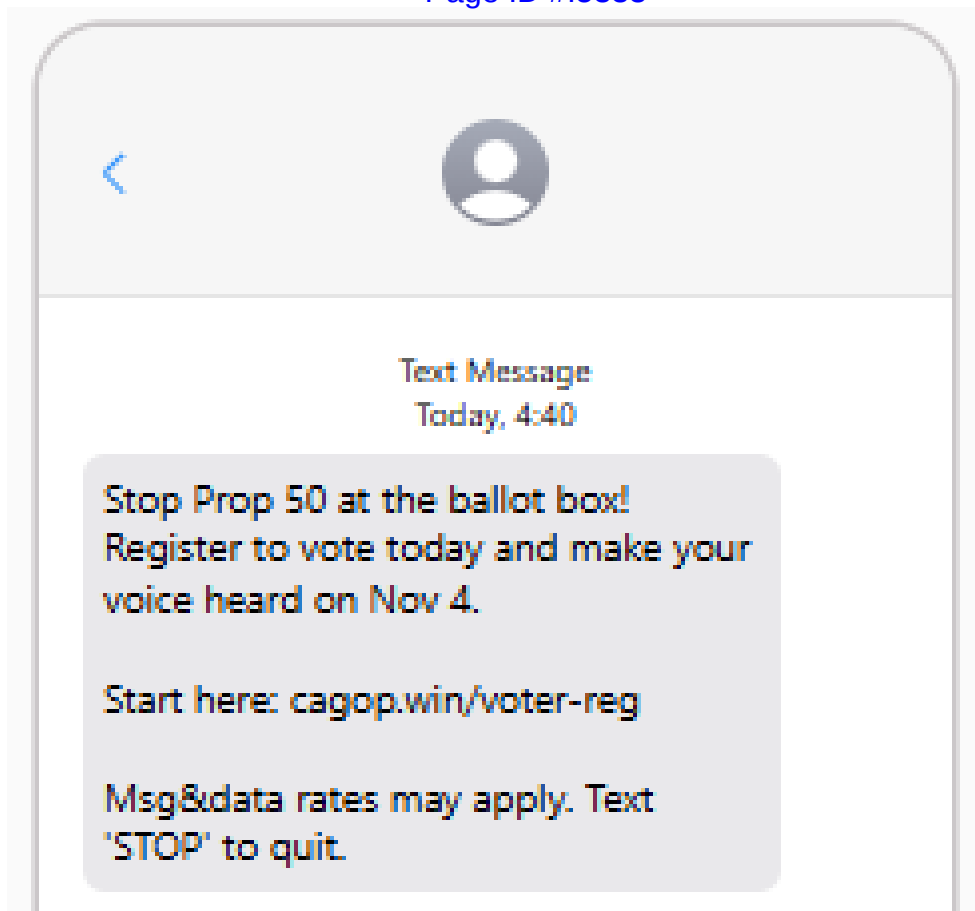 Text Message
Today, 4:40
Stop Prop 50 at the ballot box!
Register to vote today and make your
voice heard on Nov 4.
Start here: cagop.win/voter-reg
Msg&data rates may apply. Text
'STOP' to quit.